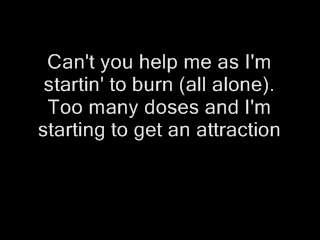 Can't you help me as I'm
startin' to burn (all alone).
Too many doses and I'm
starting to get an attraction